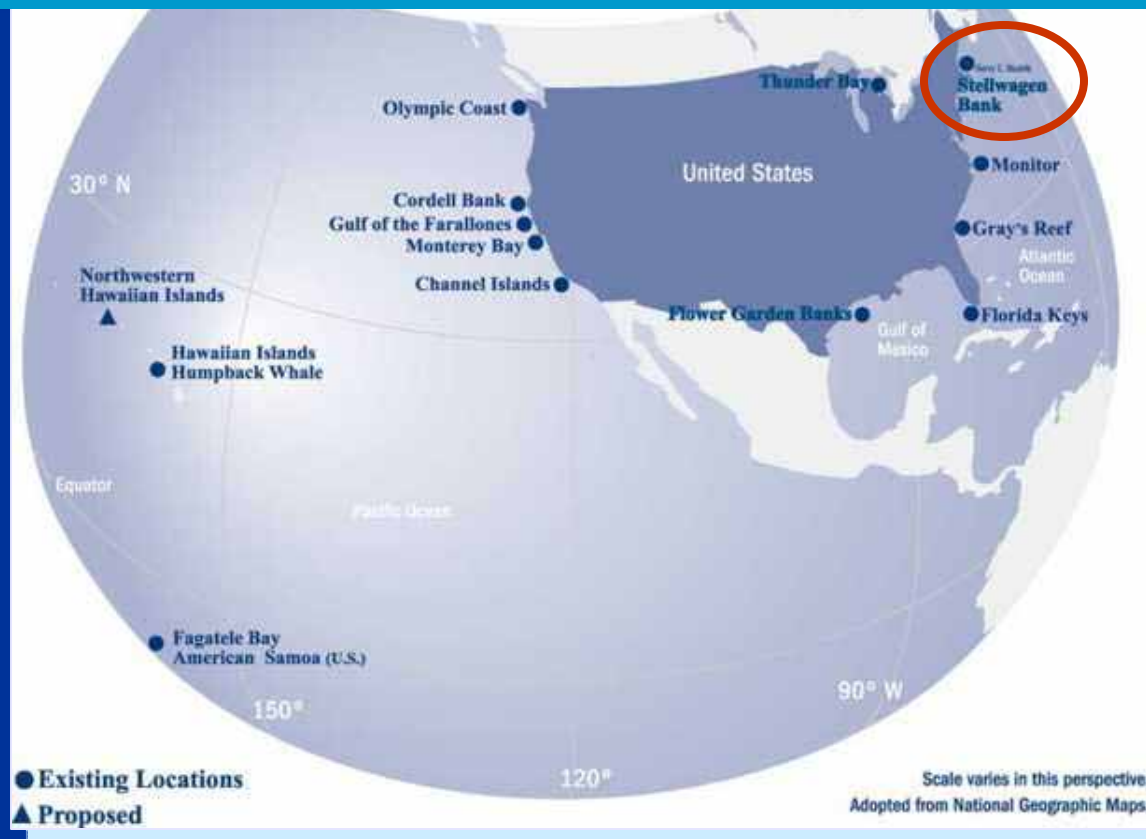 Thunder Bay
Stellwagen
Bank
Olympic Coast
United States
Monitor
30° N
Cordell Bank
Gulf of the Farallones
Monterey Bay
Gray's Reef
Atlantic
Ocean
Northwestern
Hawaiian Islands
Channel Islands
Flower Garden Banks
Florida Keys
Gulf of
Mexico
Hawaiian Islands
Humpback Whale
Equator
Pacific Ocean
Fagatele Bay
American Samoa (U.S.)
150°
90° W
120°
Existing Locations
Proposed
Scale varies in this perspective
Adopted from National Geographic Maps